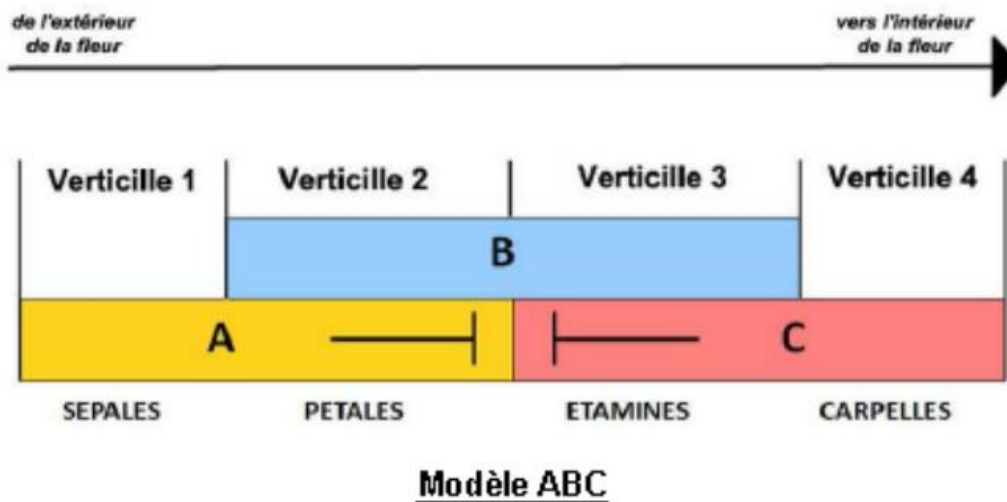 de l'extérieur
de la fleur
vers l'intérieur
de la fleur
Verticille 1
Verticille 2
Verticille 3
Verticille 4
B
A
C
SEPALES
PETALES
ETAMINES
CARPELLES
Modèle ABC